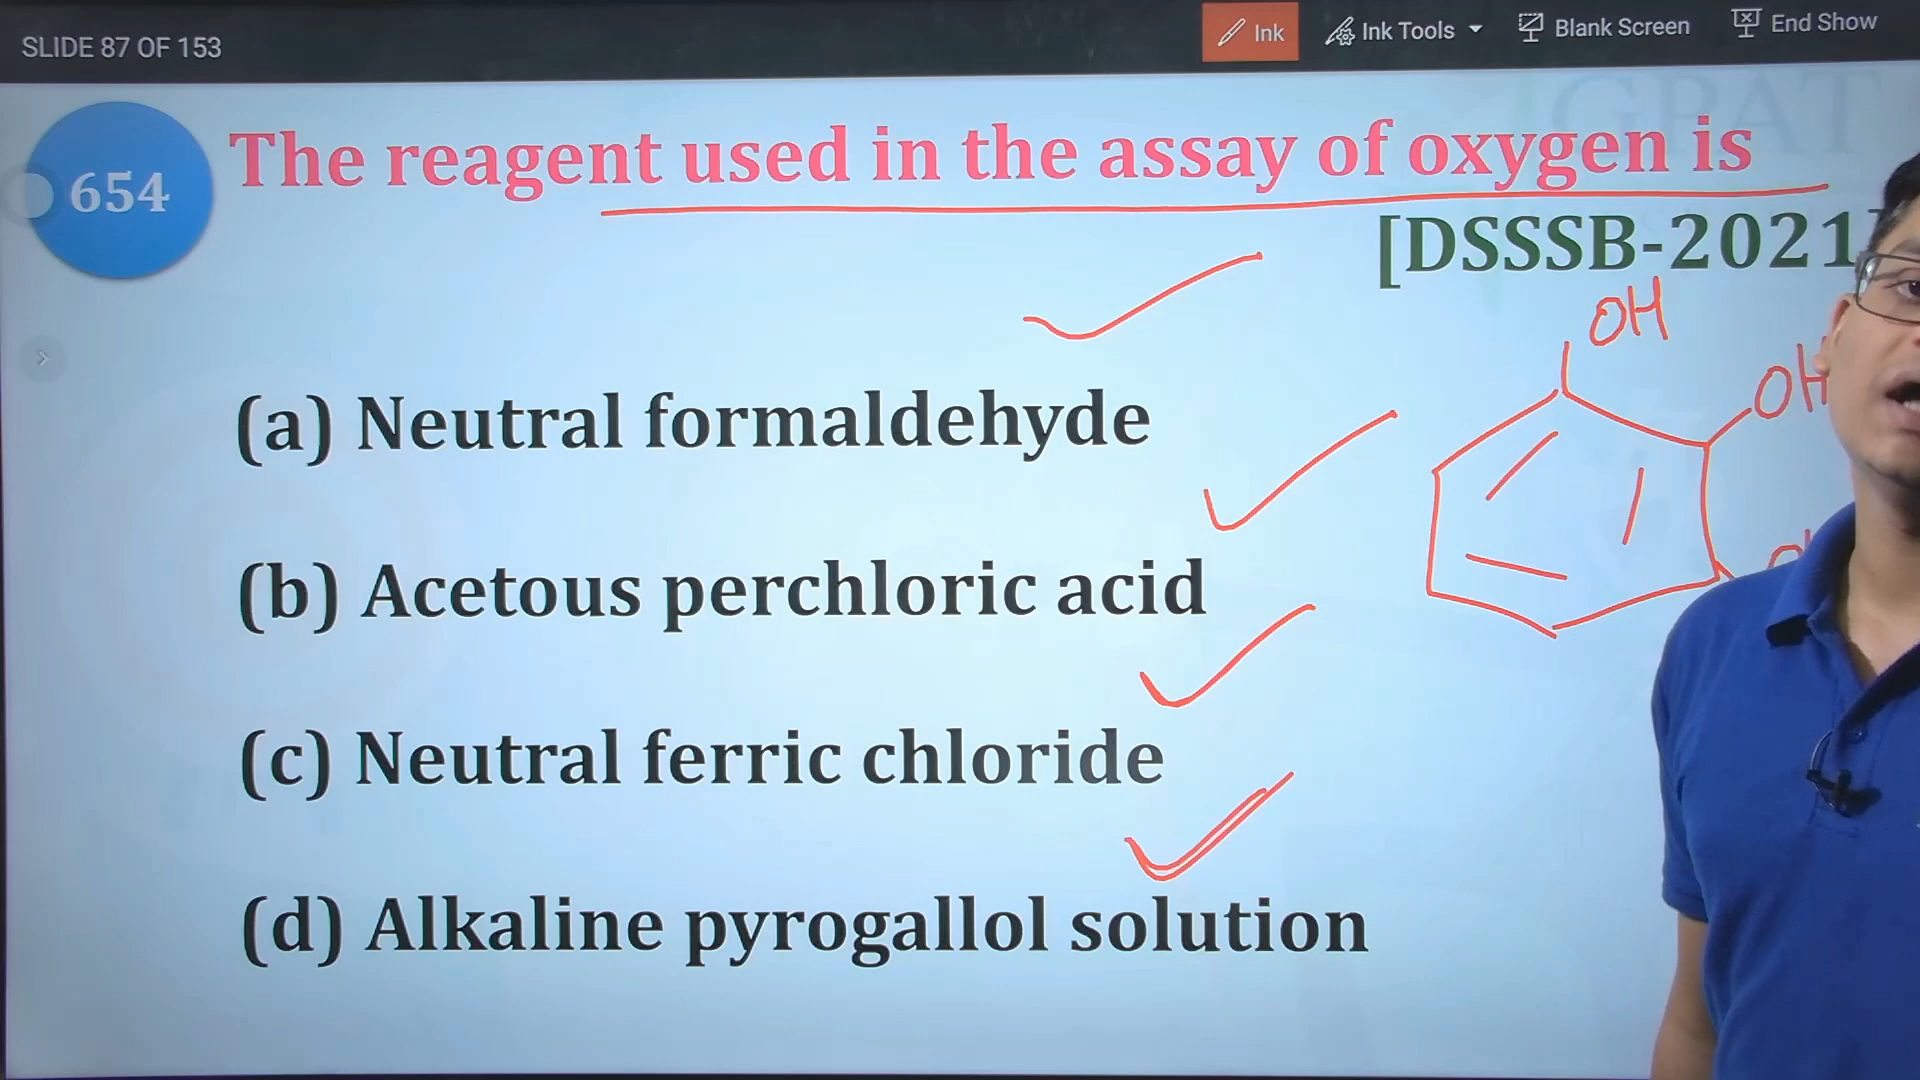 SLIDE 87 OF 153
Ink
Ink Tools
Blank Screen
End Show
GPAT
654
The reagent used in the assay of oxygen is
[DSSSB-2021]
OH
OH
(a) Neutral formaldehyde
(b) Acetous perchloric acid
(c) Neutral ferric chloride
(d) Alkaline pyrogallol solution